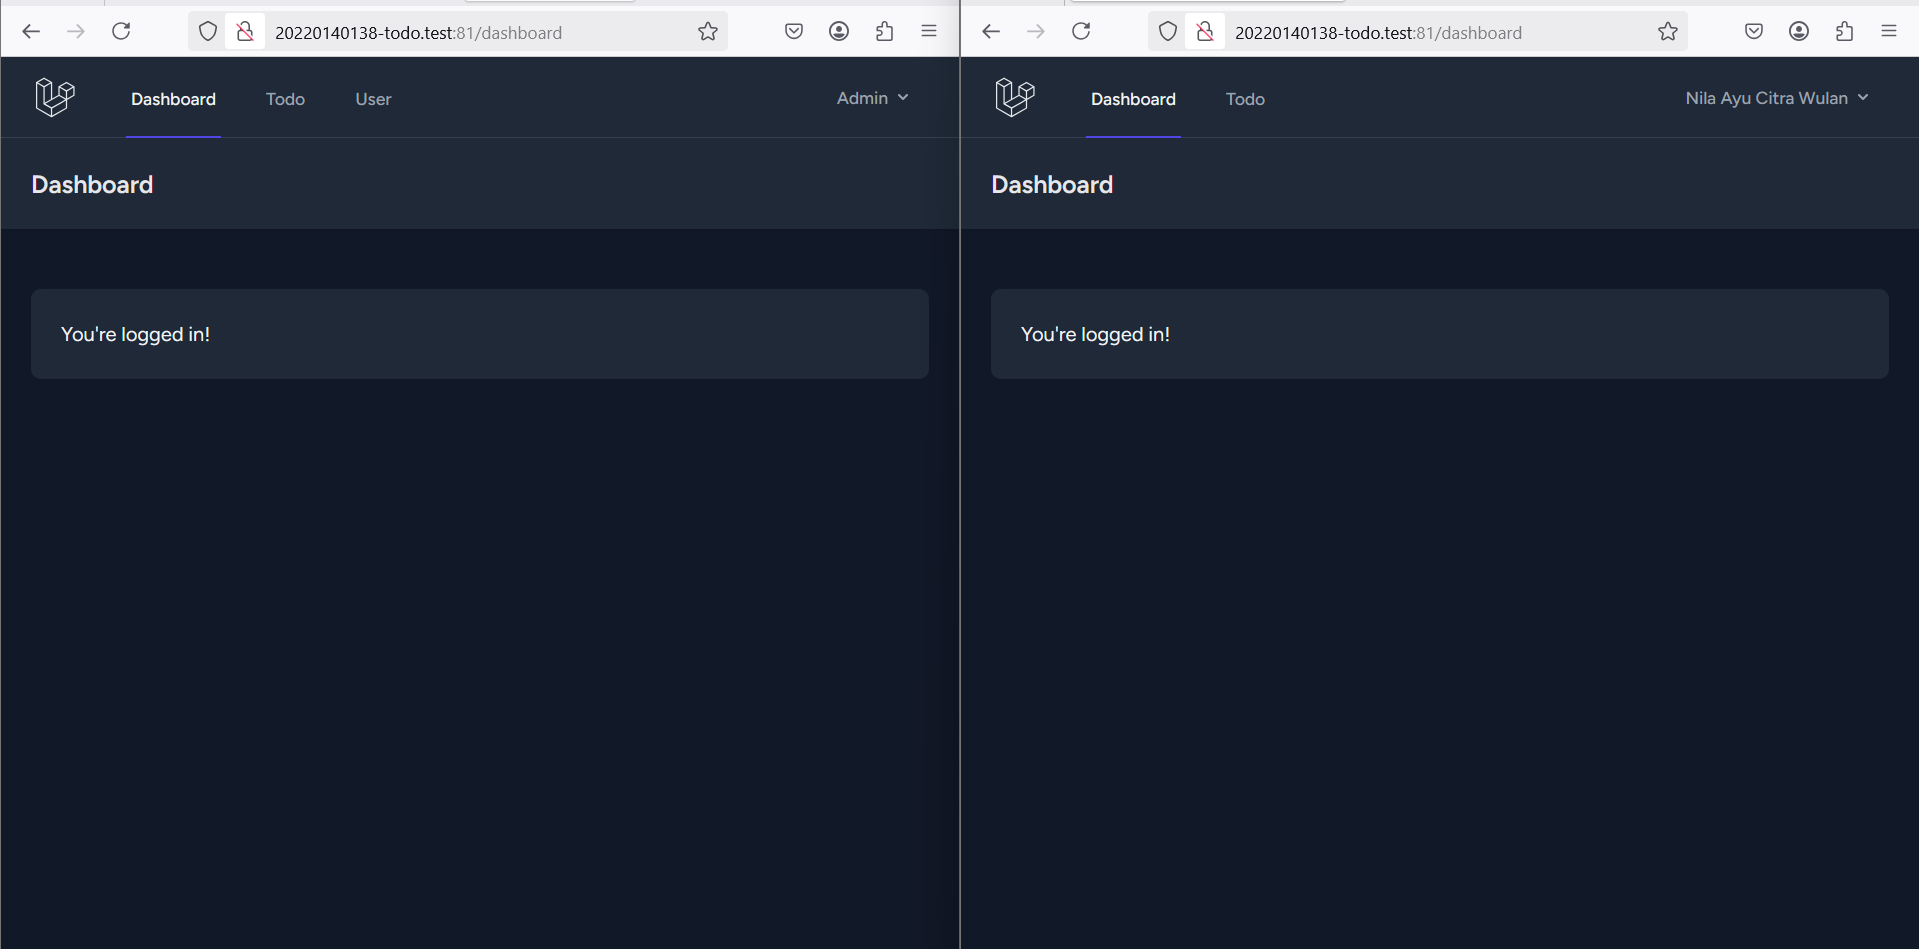 20220140138-todo.test:81/dashboard
Dashboard Todo User Admin
Dashboard
You're logged in!
20220140138-todo.test:81/dashboard
Dashboard Todo Nila Ayu Citra Wulan
Dashboard
You're logged in!